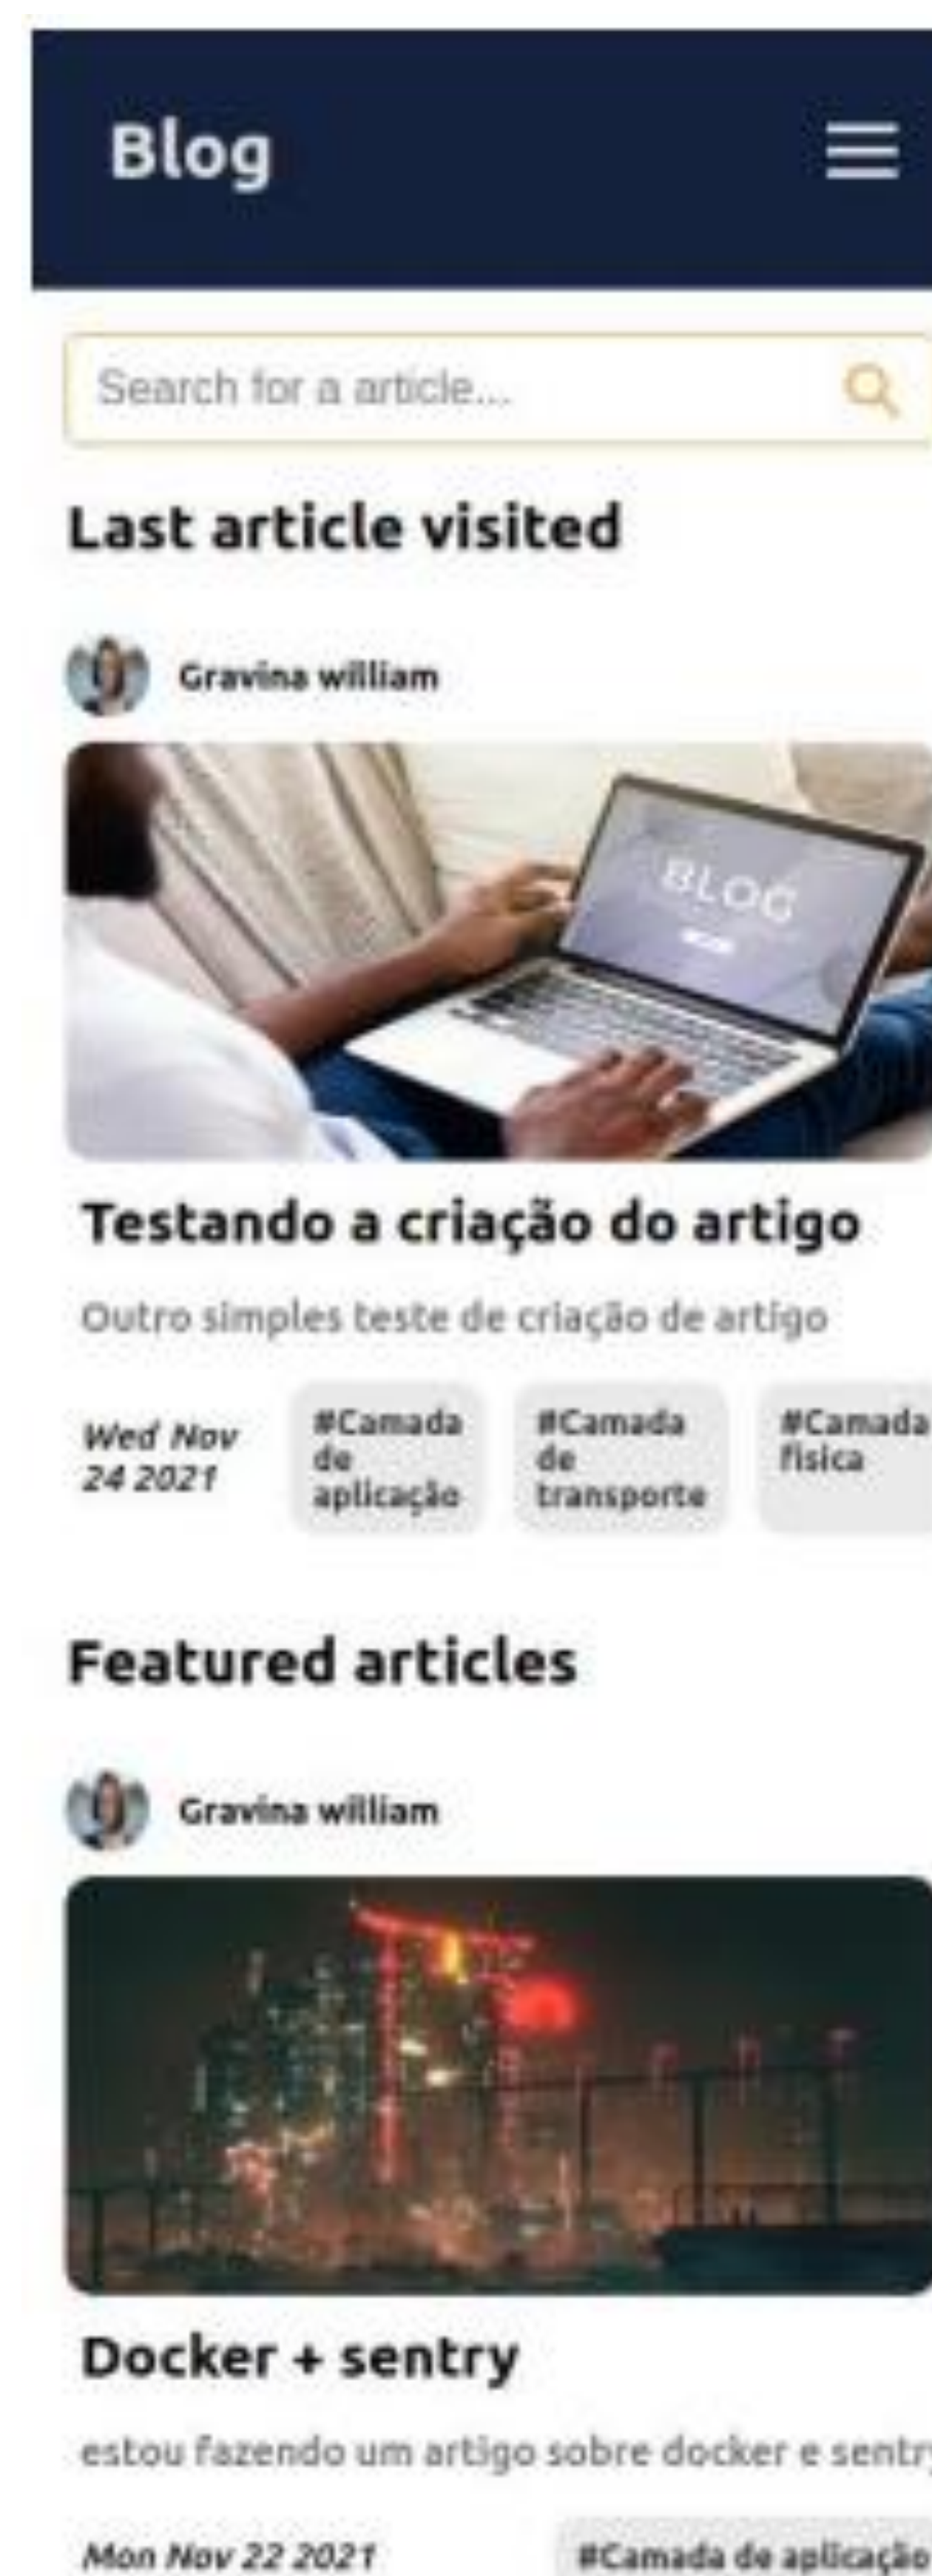 Blog
Search for a article...
Last article visited
Gravina william
BLOG
Testando a criação do artigo
Outro simples teste de criação de artigo
Wed Nov
24 2021
#Camada
de
aplicação
#Camada
de
transporte
#Camada
fisica
Featured articles
Gravina william
Docker + sentry
estou fazendo um artigo sobre docker e sentry
Mon Nov 22 2021
#Camada de aplicação